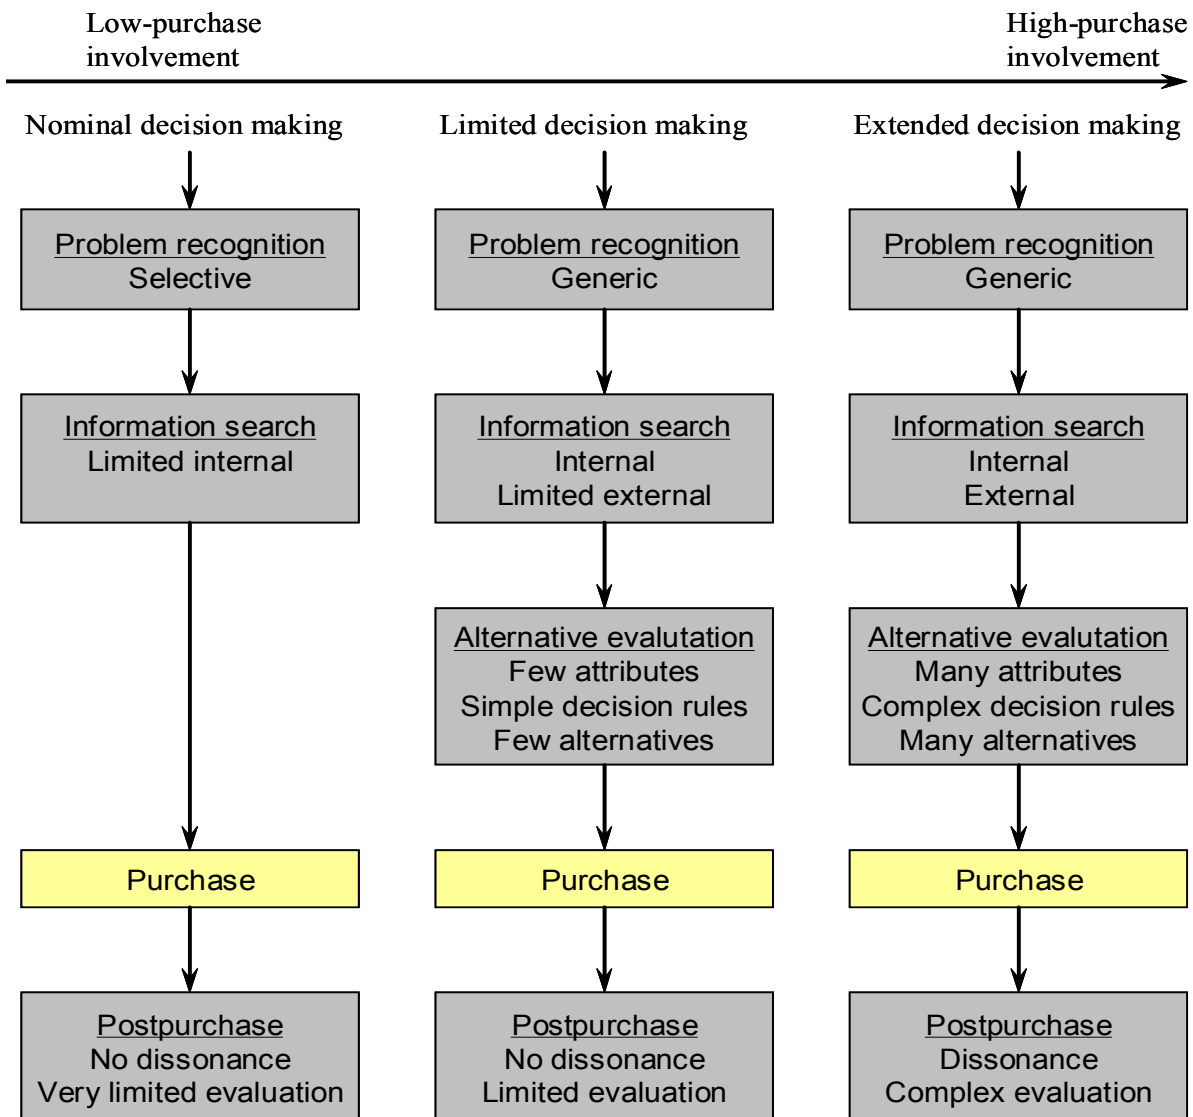 Low-purchase
involvement
High-purchase
involvement
Nominal decision making
Limited decision making
Extended decision making
Problem recognition
Selective
Problem recognition
Generic
Problem recognition
Generic
Information search
Limited internal
Information search
Internal
Limited external
Information search
Internal
External
Alternative evalutation
Few attributes
Simple decision rules
Few alternatives
Alternative evalutation
Many attributes
Complex decision rules
Many alternatives
Purchase
Purchase
Purchase
Postpurchase
No dissonance
Very limited evaluation
Postpurchase
No dissonance
Limited evaluation
Postpurchase
Dissonance
Complex evaluation